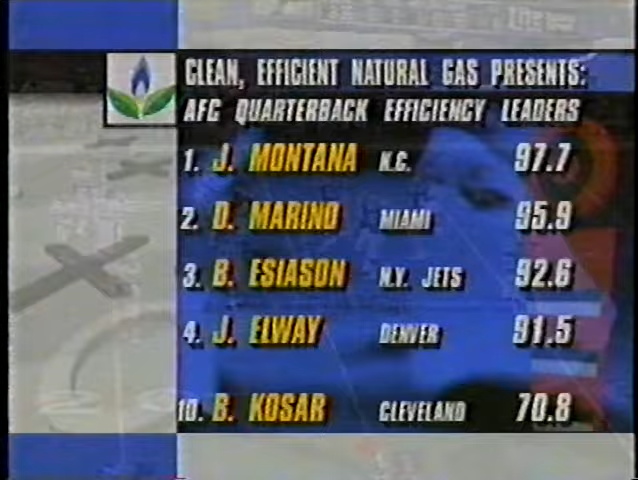 CLEAN, EFFICIENT NATURAL GAS PRESENTS:
AFC QUARTERBACK EFFICIENCY LEADERS
1. J. MONTANA K.C. 97.7
2. D. MARINO MIAMI 95.9
3. B. ESIASON N.Y. JETS 92.6
4. J. ELWAY DENVER 91.5
10. B. KOSAR CLEVELAND 70.8